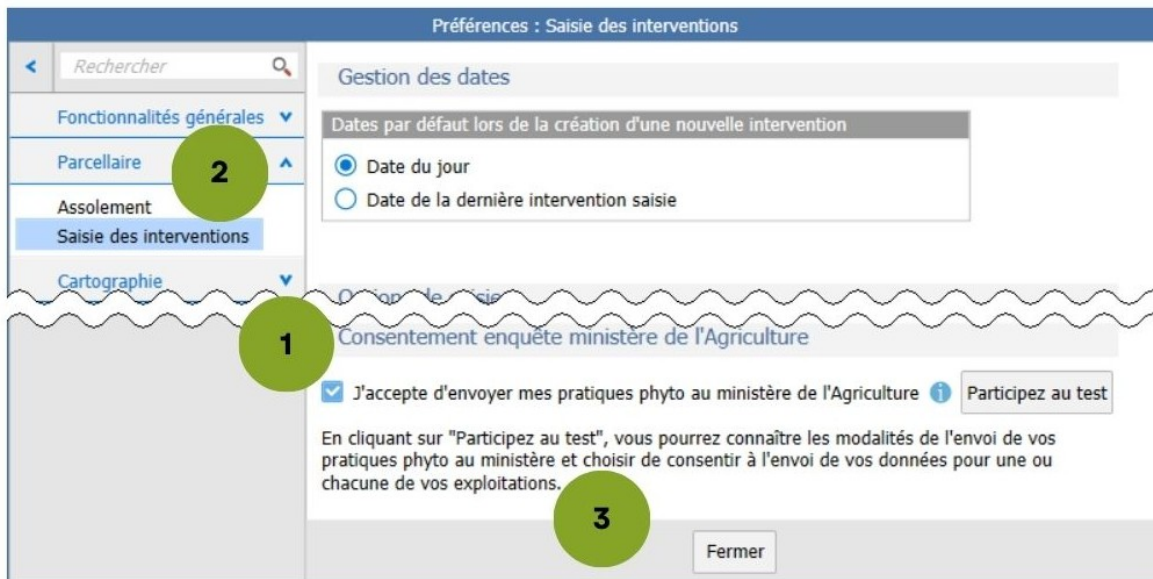 Préférences : Saisie des interventions
<
Rechercher
Fonctionnalités générales
Parcellaire
2
Assolement
Saisie des interventions
Cartographie
Gestion des dates
Dates par défaut lors de la création d'une nouvelle intervention
Date du jour
Date de la dernière intervention saisie
1
Consentement enquête ministère de l'Agriculture
J'accepte d'envoyer mes pratiques phyto au ministère de l'Agriculture i Participez au test
En cliquant sur "Participez au test", vous pourrez connaître les modalités de l'envoi de vos
pratiques phyto au ministère et choisir de consentir à l'envoi de vos données pour une ou
chacune de vos exploitations.
3
Fermer